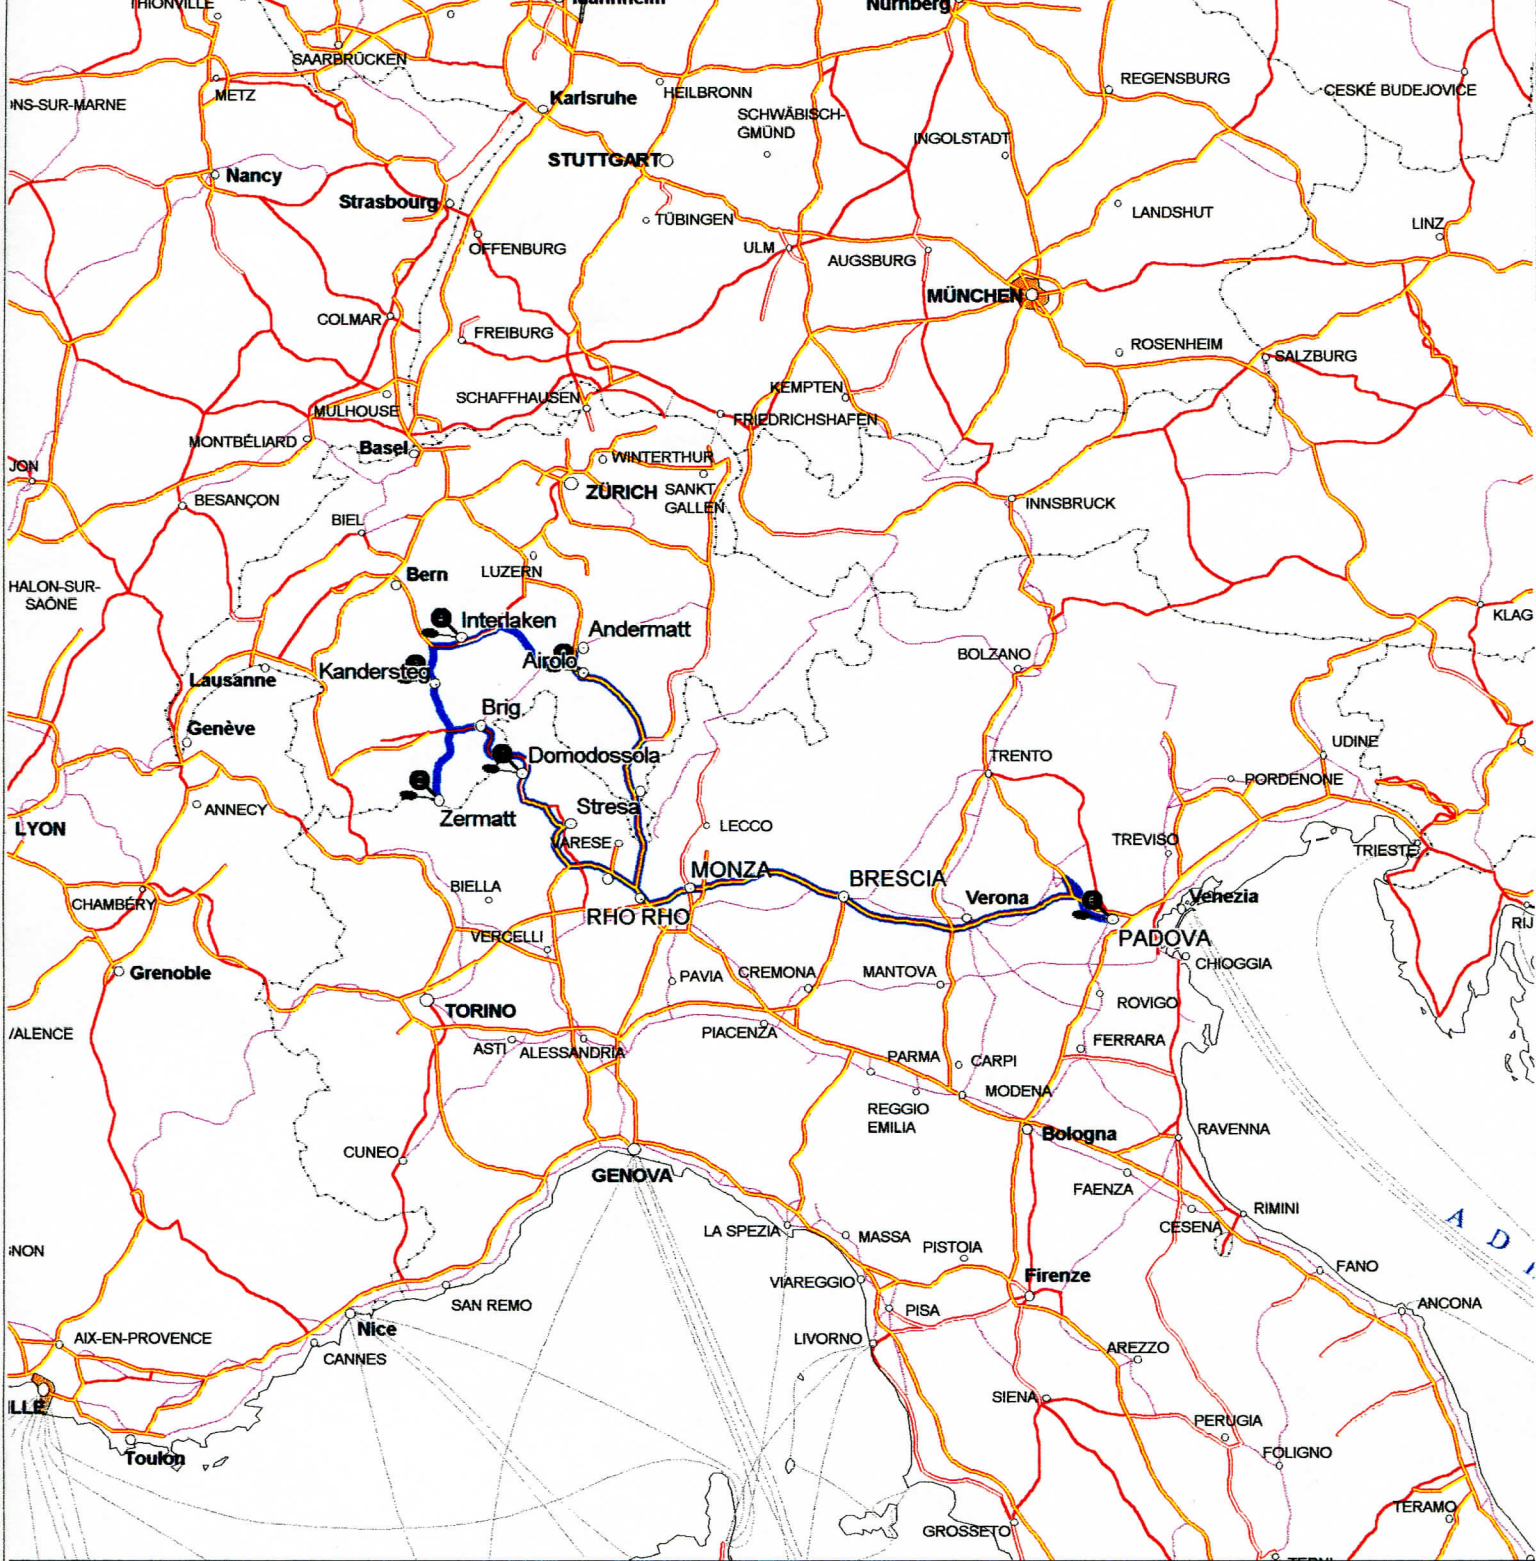 THIONVILLE
Mannheim
Nürnberg
SAARBRÜCKEN
METZ
NS-SUR-MARNE
Karlsruhe
HEILBRONN
REGENSBURG
CESKÉ BUDEJOVICE
SCHWÄBISCH-
GMÜND
INGOLSTADT
STUTTGART
Nancy
Strasbourg
TÜBINGEN
LANDSHUT
LINZ
OFFENBURG
ULM
AUGSBURG
MÜNCHEN
COLMAR
FREIBURG
ROSENHEIM
SALZBURG
SCHAFFHAUSEN
KEMPTEN
MULHOUSE
FRIEDRICHSHAFEN
MONTBÉLIARD
Basel
WINTERTHUR
JON
ZÜRICH
SANKT
GALLEN
BESANÇON
INNSBRUCK
BIEL
LUZERN
Bern
HALON-SUR-
SAÔNE
Interlaken
Andermatt
KLAG
BOLZANO
Airolo
Kandersteg
Lausanne
Brig
Genève
Domodossola
UDINE
TRENTO
PORDENONE
ANNECY
Zermatt
Stresa
LYON
LECCO
VARESE
TREVISO
TRIESTE
MONZA
BRESCIA
BIELLA
Verona
Venezia
CHAMBÉRY
RHO RHO
RIJ
VERCELLI
PADOVA
CHIOGGIA
Grenoble
PAVIA
CREMONA
MANTOVA
ROVIGO
TORINO
VALENCE
PIACENZA
FERRARA
ASTI
ALESSANDRIA
PARMA
CARPI
MODENA
REGGIO
EMILIA
Bologna
RAVENNA
CUNEO
GENOVA
FAENZA
RIMINI
CESENA
LA SPEZIA
MASSA
A D
PISTOIA
NON
FANO
VIAREGGIO
Firenze
SAN REMO
PISA
ANCONA
Nice
AIX-EN-PROVENCE
LIVORNO
CANNES
AREZZO
SIENA
LLE
PERUGIA
Toulon
FOLIGNO
TERAMO
GROSSETO
TERNI